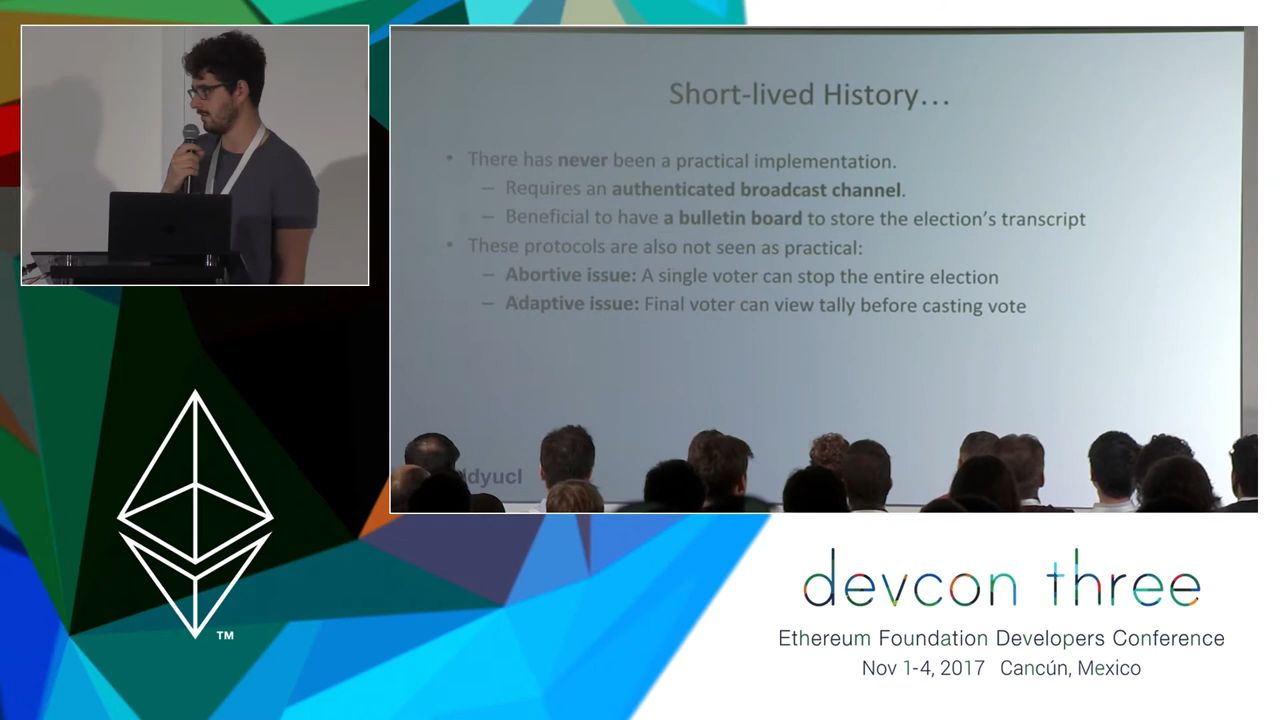 Short-lived History…
• There has never been a practical implementation.
– Requires an authenticated broadcast channel.
– Beneficial to have a bulletin board to store the election's transcript
• These protocols are also not seen as practical:
– Abortive issue: A single voter can stop the entire election
– Adaptive issue: Final voter can view tally before casting vote
dyucl
TM
devcon three
Ethereum Foundation Developers Conference
Nov 1-4, 2017 Cancún, Mexico